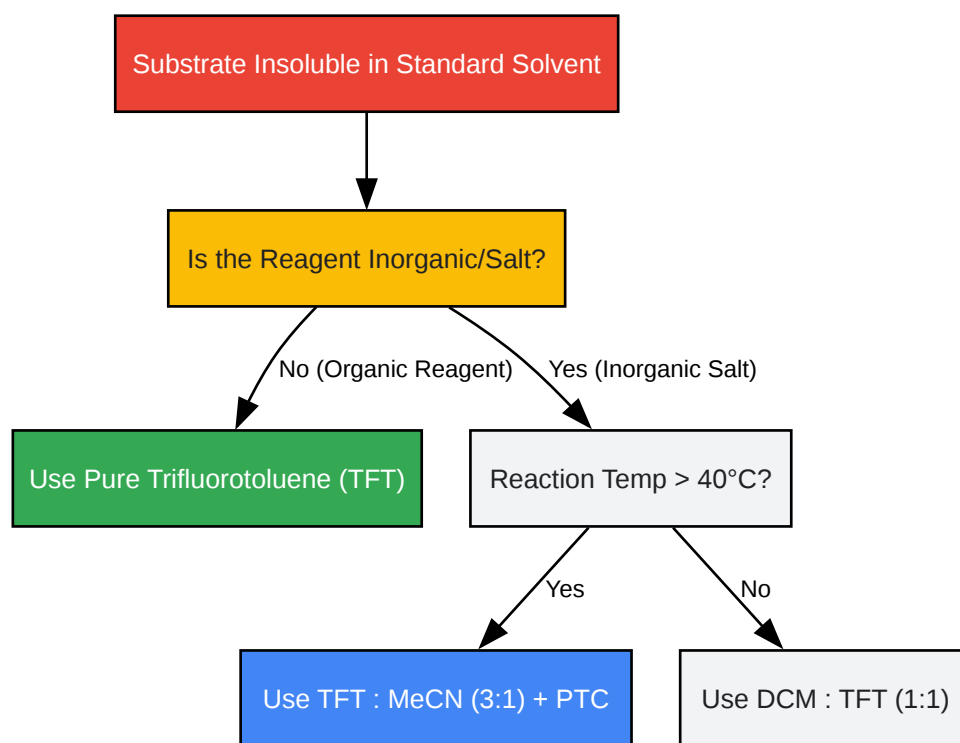 Substrate Insoluble in Standard Solvent
Is the Reagent Inorganic/Salt?
No (Organic Reagent)
Yes (Inorganic Salt)
Use Pure Trifluorotoluene (TFT)
Reaction Temp > 40°C?
Yes
No
Use TFT : MeCN (3:1) + PTC
Use DCM : TFT (1:1)